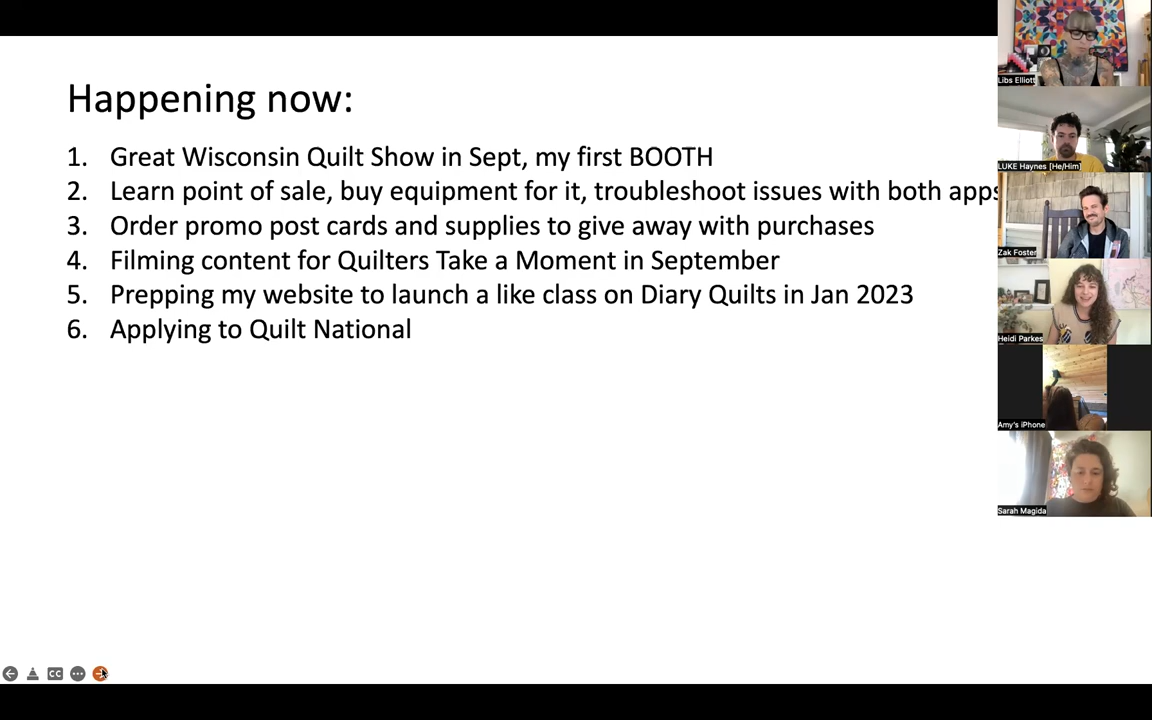 Happening now:
1. Great Wisconsin Quilt Show in Sept, my first BOOTH
2. Learn point of sale, buy equipment for it, troubleshoot issues with both apps
3. Order promo post cards and supplies to give away with purchases
4. Filming content for Quilters Take a Moment in September
5. Prepping my website to launch a like class on Diary Quilts in Jan 2023
6. Applying to Quilt National
Libs Elliott
LUKE Haynes [He/Him]
Zak Foster
Heidi Parkes
Amy's iPhone
Sarah Magida
CC